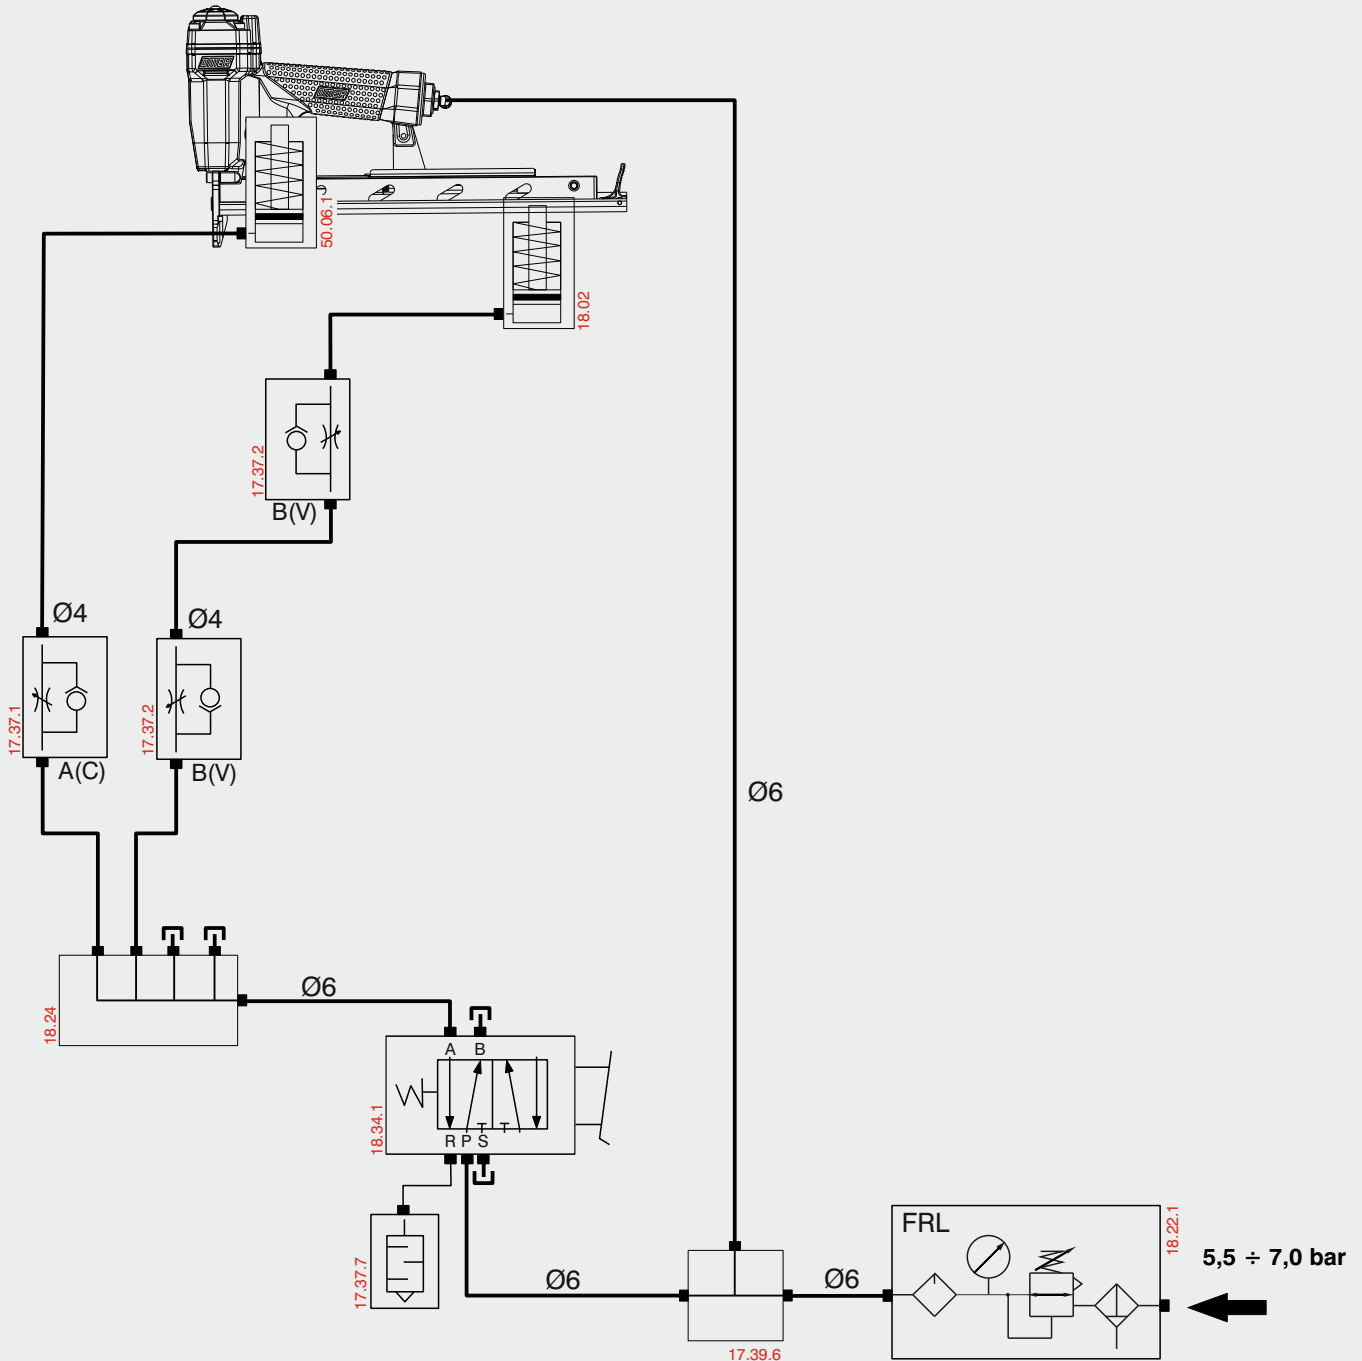 50.06.1
18.02
17.37.2
B(V)
Ø4
Ø4
17.37.1
17.37.2
A(C)
B(V)
Ø6
Ø6
18.24
A B
18.34.1
R P S
17.37.7
FRL
18.22.1
5,5 ÷ 7,0 bar
Ø6
Ø6
17.39.6